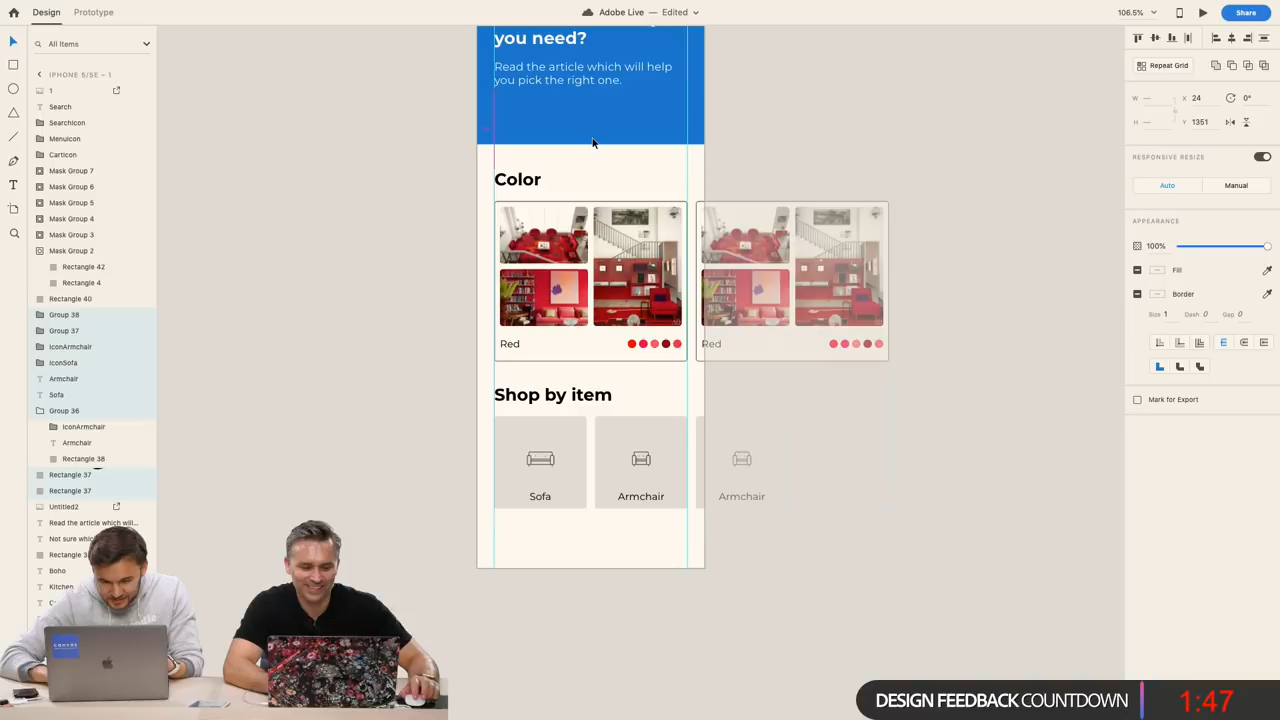 Design
Prototype
Adobe Live – Edited
106.5%
Share
All Items
IPHONE 5/SE – 1
1
Search
SearchIcon
MenuIcon
CartIcon
Mask Group 7
Mask Group 6
Mask Group 5
Mask Group 4
Mask Group 3
Mask Group 2
Rectangle 42
Rectangle 4
Rectangle 40
Group 38
Group 37
IconArmchair
IconSofa
Armchair
Sofa
Group 36
IconArmchair
Armchair
Rectangle 38
Rectangle 37
Rectangle 37
Untitled2
Read the article which will...
Not sure
Rectangle
Boho
Kitchen
you need?
Read the article which will help
you pick the right one.
Color
Red
Red
Shop by item
Sofa
Armchair
Armchair
Repeat Grid
W — X 24 0°
H — Y 1351
RESPONSIVE RESIZE
Auto
Manual
APPEARANCE
100%
Fill
Border
Size 1 Dash 0 Gap 0
Mark for Export
DESIGN FEEDBACK COUNTDOWN
1:47